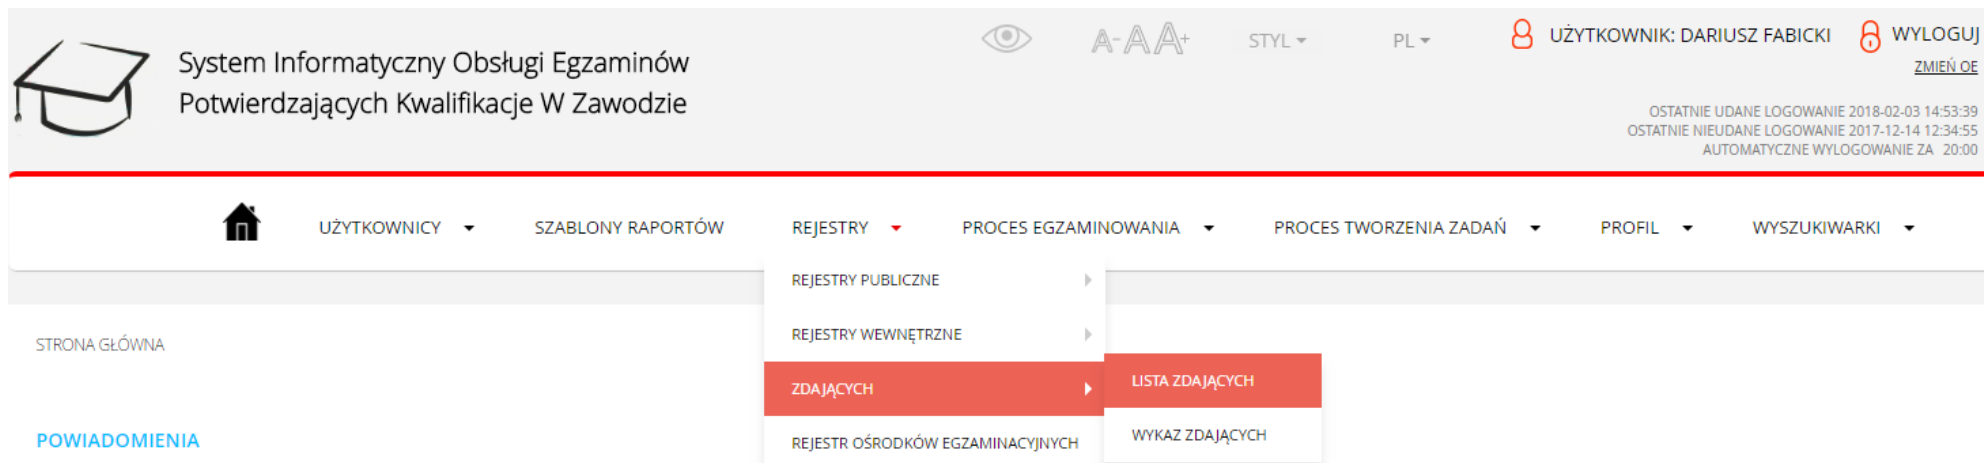 System Informatyczny Obsługi Egzaminów
Potwierdzających Kwalifikacje W Zawodzie
A- A A+
STYL
PL
UŻYTKOWNIK: DARIUSZ FABICKI
WYLOGUJ
ZMIEŃ OE
OSTATNIE UDANE LOGOWANIE 2018-02-03 14:53:39
OSTATNIE NIEUDANE LOGOWANIE 2017-12-14 12:34:55
AUTOMATYCZNE WYLOGOWANIE ZA 20:00
UŻYTKOWNICY
SZABLONY RAPORTÓW
REJESTRY
PROCES EGZAMINOWANIA
PROCES TWORZENIA ZADAŃ
PROFIL
WYSZUKIWARKI
REJESTRY PUBLICZNE
REJESTRY WEWNĘTRZNE
ZDAJĄCYCH
REJESTR OŚRODKÓW EGZAMINACYJNYCH
LISTA ZDAJĄCYCH
WYKAZ ZDAJĄCYCH
STRONA GŁÓWNA
POWIADOMIENIA